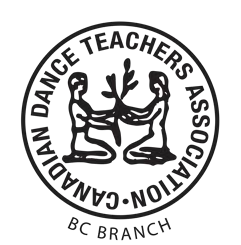 CANADIAN DANCE TEACHERS ASSOCIATION •
BC BRANCH